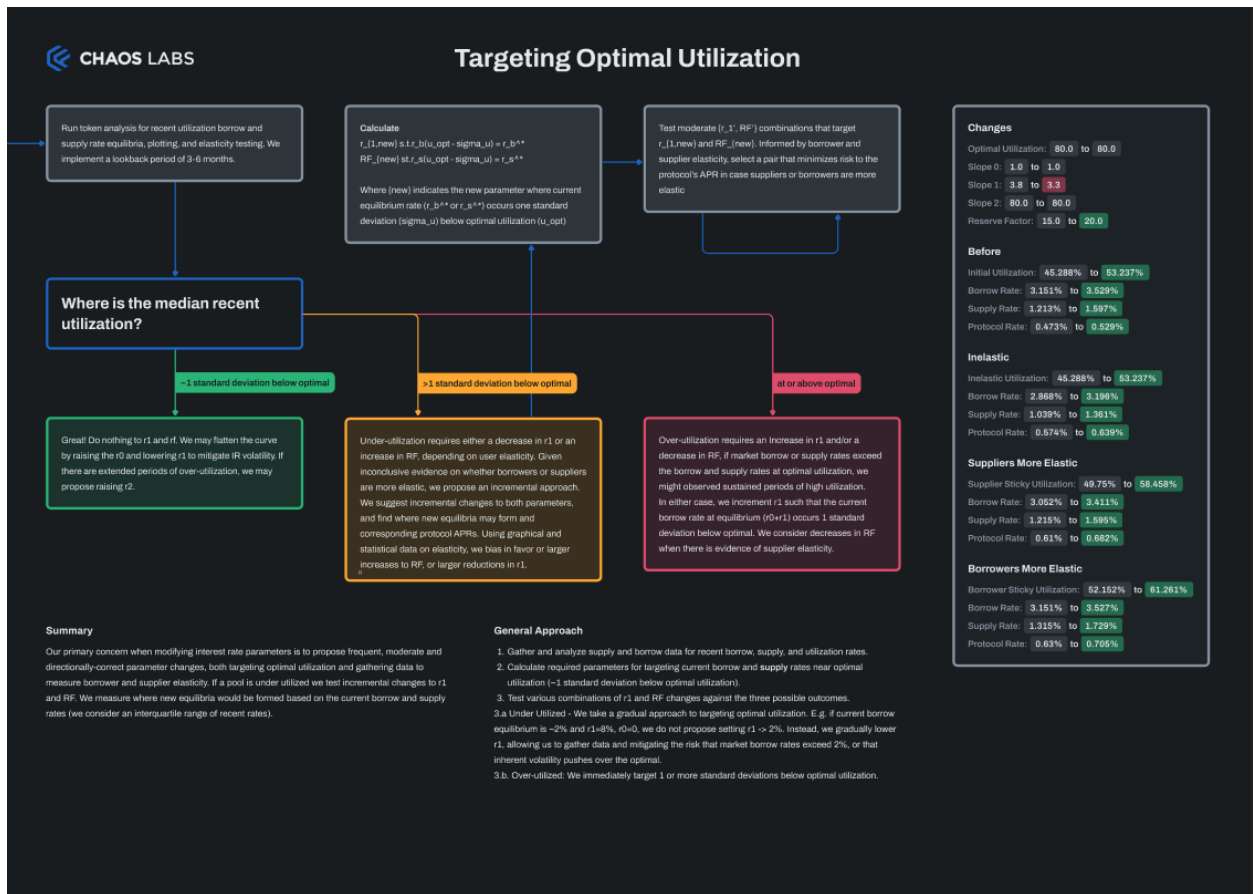 CHAOS LABS
Targeting Optimal Utilization
Run token analysis for recent utilization borrow and
supply rate equilibria, plotting, and elasticity testing. We
implement a lookback period of 3-6 months.
Calculate
r_{1,new} s.t.r_b(u_opt - sigma_u) = r_b^*
RF_{new} st.r_s(u_opt - sigma_u) = r_s^*
Where {new} indicates the new parameter where current
equilibrium rate (r_b^* or r_s^*) occurs one standard
deviation (sigma_u) below optimal utilization (u_opt)
Test moderate (r_1', RF') combinations that target
r_{1,new} and RF_{new}. Informed by borrower and
supplier elasticity, select a pair that minimizes risk to the
protocol's APR in case suppliers or borrowers are more
elastic
Where is the median recent
utilization?
~1 standard deviation below optimal
>1 standard deviation below optimal
at or above optimal
Great! Do nothing to r1 and rf. We may flatten the curve
by raising the r0 and lowering r1 to mitigate IR volatility. If
there are extended periods of over-utilization, we may
propose raising r2.
Under-utilization requires either a decrease in r1 or an
increase in RF, depending on user elasticity. Given
inconclusive evidence on whether borrowers or suppliers
are more elastic, we propose an incremental approach.
We suggest incremental changes to both parameters,
and find where new equilibria may form and
corresponding protocol APRs. Using graphical and
statistical data on elasticity, we bias in favor or larger
increases to RF, or larger reductions in r1.
Over-utilization requires an Increase in r1 and/or a
decrease in RF, if market borrow or supply rates exceed
the borrow and supply rates at optimal utilization, we
might observed sustained periods of high utilization.
In either case, we increment r1 such that the current
borrow rate at equilibrium (r0+r1) occurs 1 standard
deviation below optimal. We consider decreases in RF
when there is evidence of supplier elasticity.
Summary
Our primary concern when modifying interest rate parameters is to propose frequent, moderate and
directionally-correct parameter changes, both targeting optimal utilization and gathering data to
measure borrower and supplier elasticity. If a pool is under utilized we test incremental changes to r1
and RF. We measure where new equilibria would be formed based on the current borrow and supply
rates (we consider an interquartile range of recent rates).
General Approach
1. Gather and analyze supply and borrow data for recent borrow, supply, and utilization rates.
2. Calculate required parameters for targeting current borrow and supply rates near optimal
utilization (~1 standard deviation below optimal utilization).
3. Test various combinations of r1 and RF changes against the three possible outcomes.
3.a Under Utilized - We take a gradual approach to targeting optimal utilization. E.g. if current borrow
equilibrium is ~2% and r1=8%, r0=0, we do not propose setting r1 -> 2%. Instead, we gradually lower
r1, allowing us to gather data and mitigating the risk that market borrow rates exceed 2%, or that
inherent volatility pushes over the optimal.
3.b. Over-utilized: We immediately target 1 or more standard deviations below optimal utilization.
Changes
Optimal Utilization: 80.0 to 80.0
Slope 0: 1.0 to 1.0
Slope 1: 3.8 to 3.3
Slope 2: 80.0 to 80.0
Reserve Factor: 15.0 to 20.0
Before
Initial Utilization: 45.288% to 53.237%
Borrow Rate: 3.151% to 3.529%
Supply Rate: 1.213% to 1.597%
Protocol Rate: 0.473% to 0.529%
Inelastic
Inelastic Utilization: 45.288% to 53.237%
Borrow Rate: 2.868% to 3.196%
Supply Rate: 1.039% to 1.361%
Protocol Rate: 0.574% to 0.639%
Suppliers More Elastic
Supplier Sticky Utilization: 49.75% to 58.458%
Borrow Rate: 3.052% to 3.411%
Supply Rate: 1.215% to 1.595%
Protocol Rate: 0.61% to 0.682%
Borrowers More Elastic
Borrower Sticky Utilization: 52.152% to 61.261%
Borrow Rate: 3.151% to 3.527%
Supply Rate: 1.315% to 1.729%
Protocol Rate: 0.63% to 0.705%